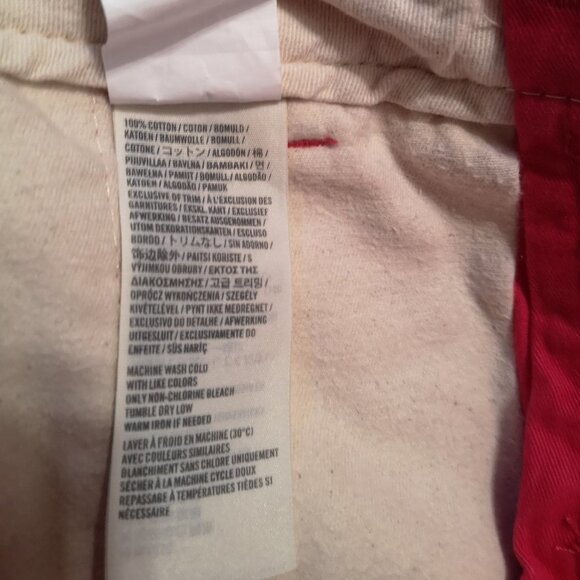 100% COTTON / COTON / BOMULD /
KATOEN / BAUMWOLLE / BOMULL /
COTONE / コットン / ALGODÓN / 棉 /
PUUVILLAA / BAVLNA / BAMBAKI / 면 /
BAWEŁNA / PAMUT / BUMULL / ALGODÃO /
KATOEN / ALGODÃO / PAMUK
EXCLUSIVE OF TRIM / À L'EXCLUSION DES
GARNITURES / EKSKL. KANT / EXCLUSIEF
AFWERKING / BESATZ AUSGENOMMEN /
UTOM DEKORATIONSKANTEN / ESCLUSO
BORDO / トリムなし / SIN ADORNO /
饰边除外 / PAITSI KORISTE / S
VÝJIMKOU OBRUBY / ΕΚΤΟΣ ΤΗΣ
ΔΙΑΚΟΣΜΗΣΗΣ / 고급 트리밍 /
OPRÓCZ WYKOŃCZENIA / SZEGÉLY
KIVÉTELÉVEL / PYNT IKKE MEDREGNET /
EXCLUSIVO DO DETALHE / AFWERKING
UITGESLUIT / EXCLUSIVAMENTE DO
ENFEITE / SÜS HARİÇ
MACHINE WASH COLD
WITH LIKE COLORS
ONLY NON-CHLORINE BLEACH
TUMBLE DRY LOW
WARM IRON IF NEEDED
LAVER À FROID EN MACHINE (30°C)
AVEC COULEURS SIMILAIRES
BLANCHIMENT SANS CHLORE UNIQUEMENT
SÉCHER À LA MACHINE CYCLE DOUX
REPASSAGE À TEMPÉRATURES TIÈDES SI
NÉCESSAIRE